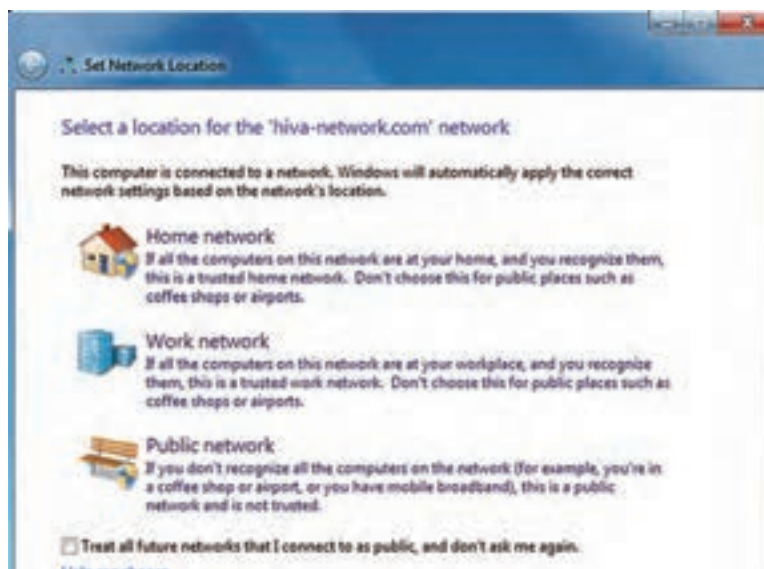 Set Network Location
Select a location for the 'hiva-network.com' network
This computer is connected to a network. Windows will automatically apply the correct
network settings based on the network's location.
Home network
If all the computers on this network are at your home, and you recognize them,
this is a trusted home network. Don't choose this for public places such as
coffee shops or airports.
Work network
If all the computers on this network are at your workplace, and you recognize
them, this is a trusted work network. Don't choose this for public places such as
coffee shops or airports.
Public network
If you don't recognize all the computers on the network (for example, you're in
a coffee shop or airport, or you have mobile broadband), this is a public
network and is not trusted.
Treat all future networks that I connect to as public, and don't ask me again.